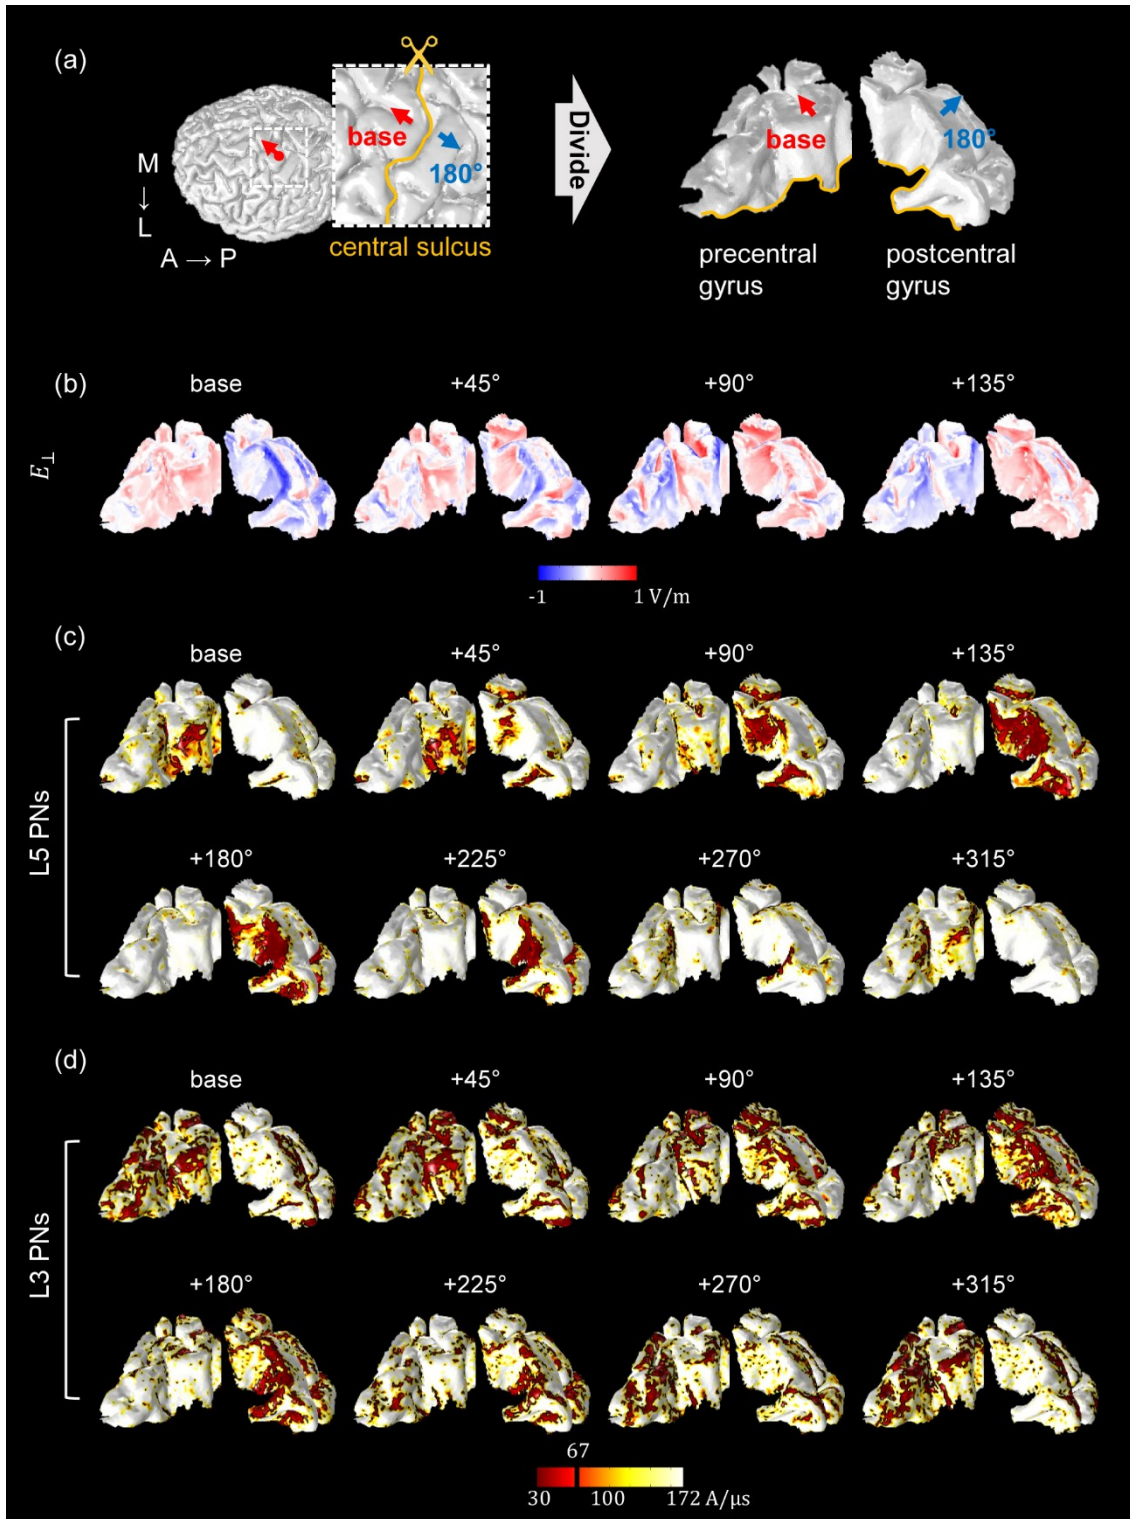 (a)
M
↓
L
A → P
base
180°
central sulcus
Divide
base
180°
precentral
gyrus
postcentral
gyrus
(b)
base +45° +90° +135°
E⊥
-1 1 V/m
(c)
base +45° +90° +135°
L5 PNs
+180° +225° +270° +315°
(d)
base +45° +90° +135°
L3 PNs
+180° +225° +270° +315°
67
30 100 172 A/μs